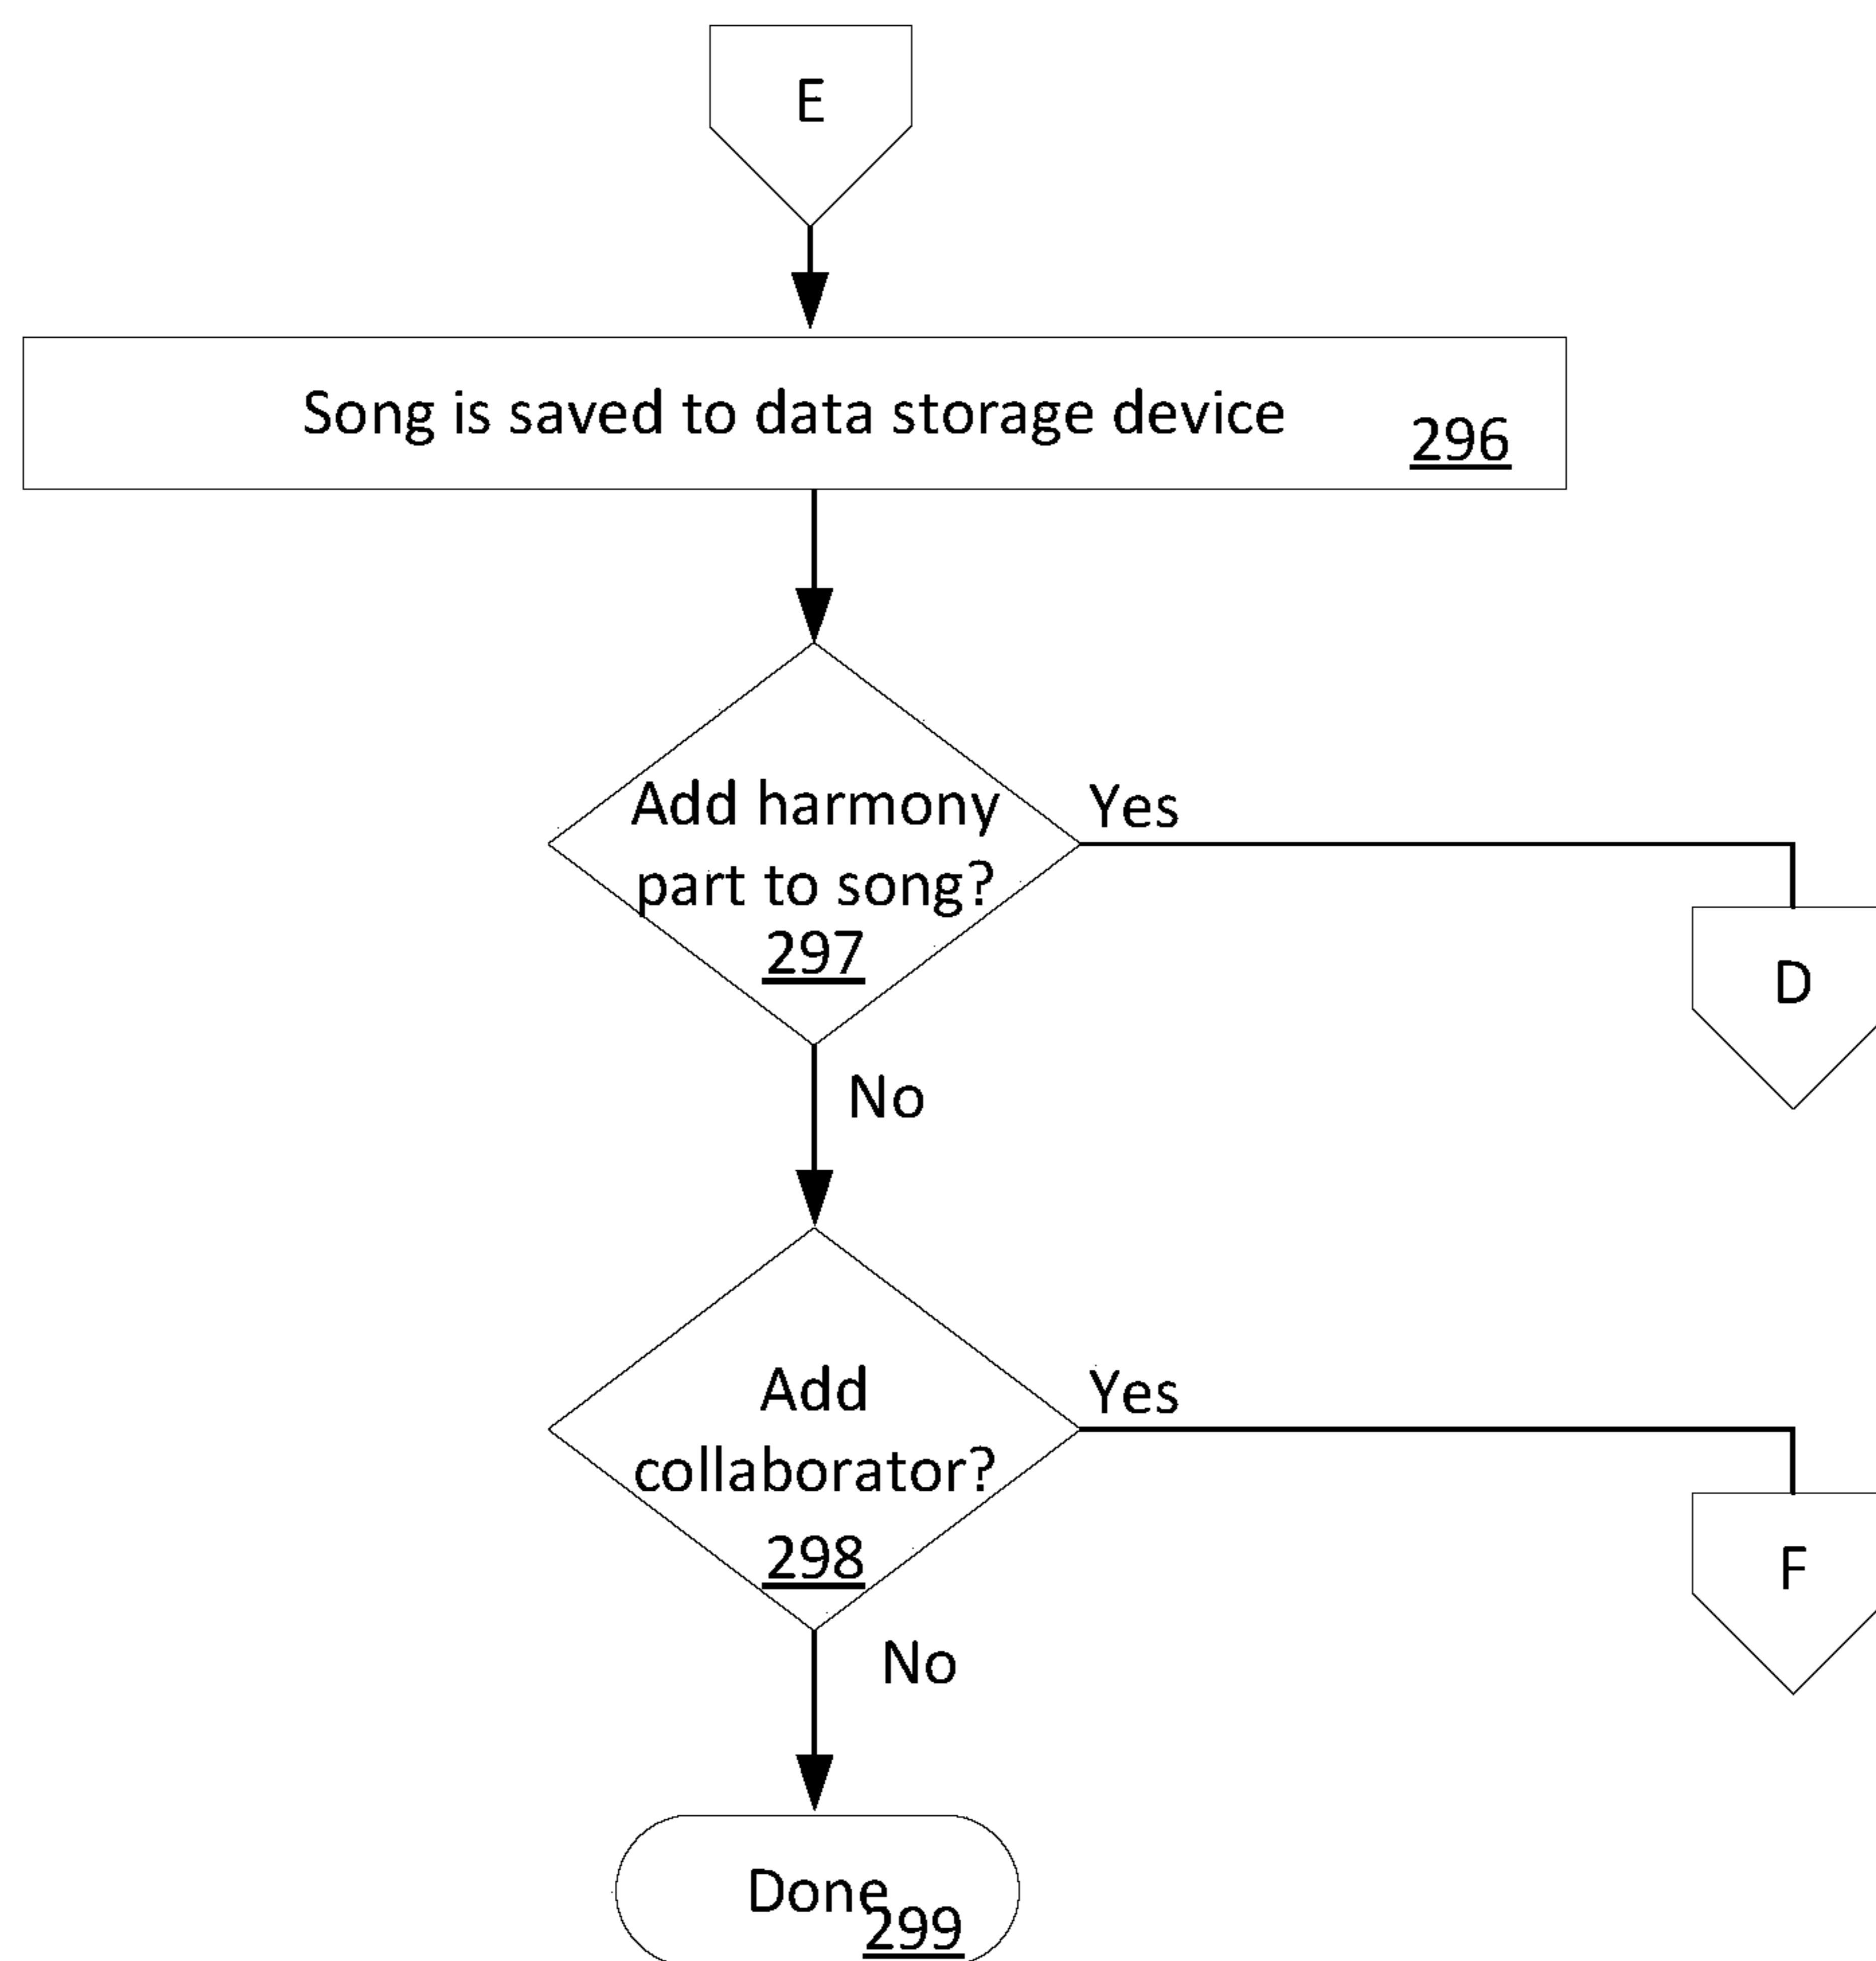 E
Song is saved to data storage device
296
Add harmony
part to song?
297
Yes
D
No
Add
collaborator?
298
Yes
F
No
Done
299